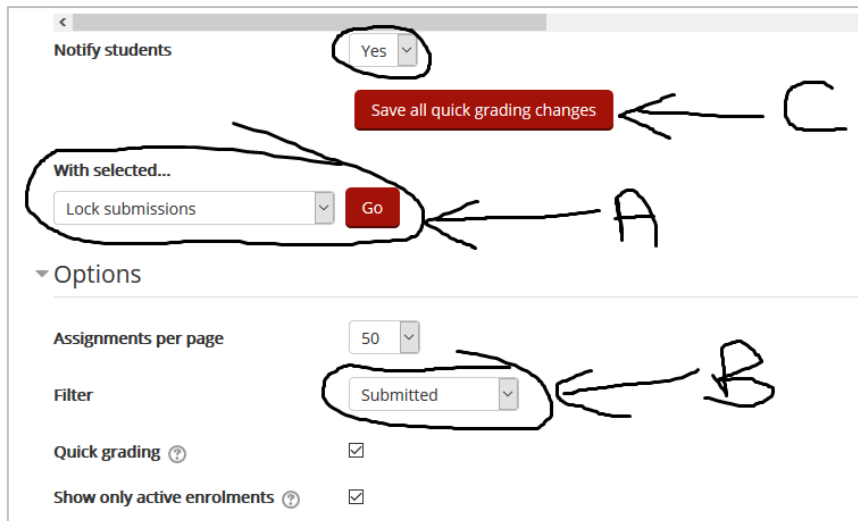 Notify students Yes
Save all quick grading changes C
With selected...
Lock submissions Go A
Options
Assignments per page 50
Filter Submitted B
Quick grading ?
Show only active enrolments ?